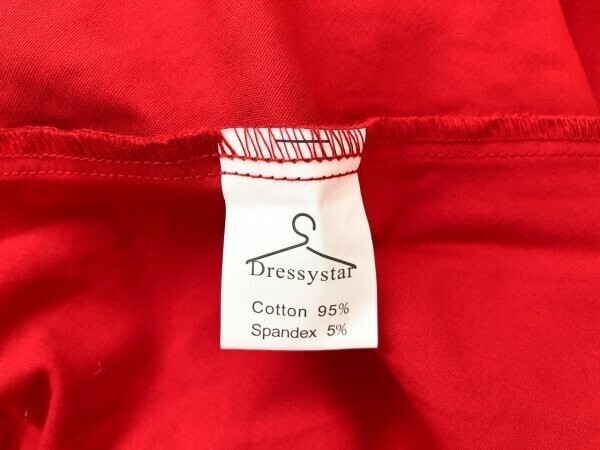 Dressystar
Cotton 95%
Spandex 5%